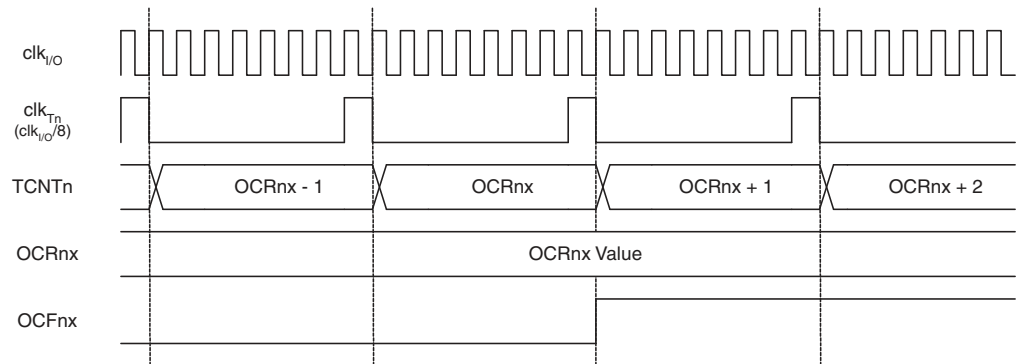 clkI/O
clkTn
(clkI/O/8)
TCNTn
OCRnx - 1
OCRnx
OCRnx + 1
OCRnx + 2
OCRnx
OCRnx Value
OCFnx